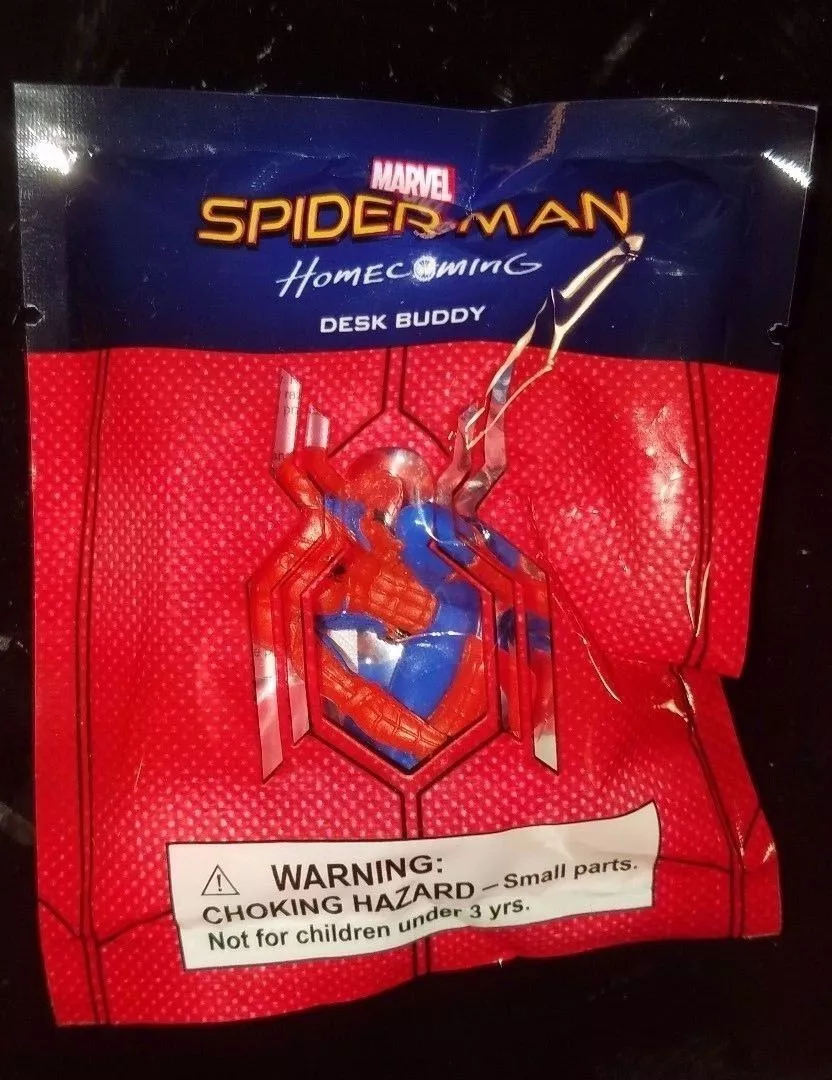 MARVEL
SPIDER-MAN
HOMECOMING
DESK BUDDY
WARNING:
CHOKING HAZARD – Small parts.
Not for children under 3 yrs.